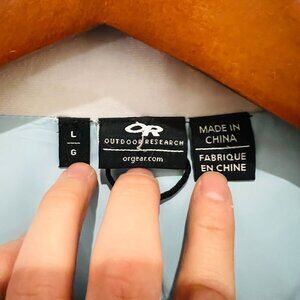 L
G
OR
OUTDOOR RESEARCH
orgear.com
MADE IN
CHINA
FABRIQUE
EN CHINE